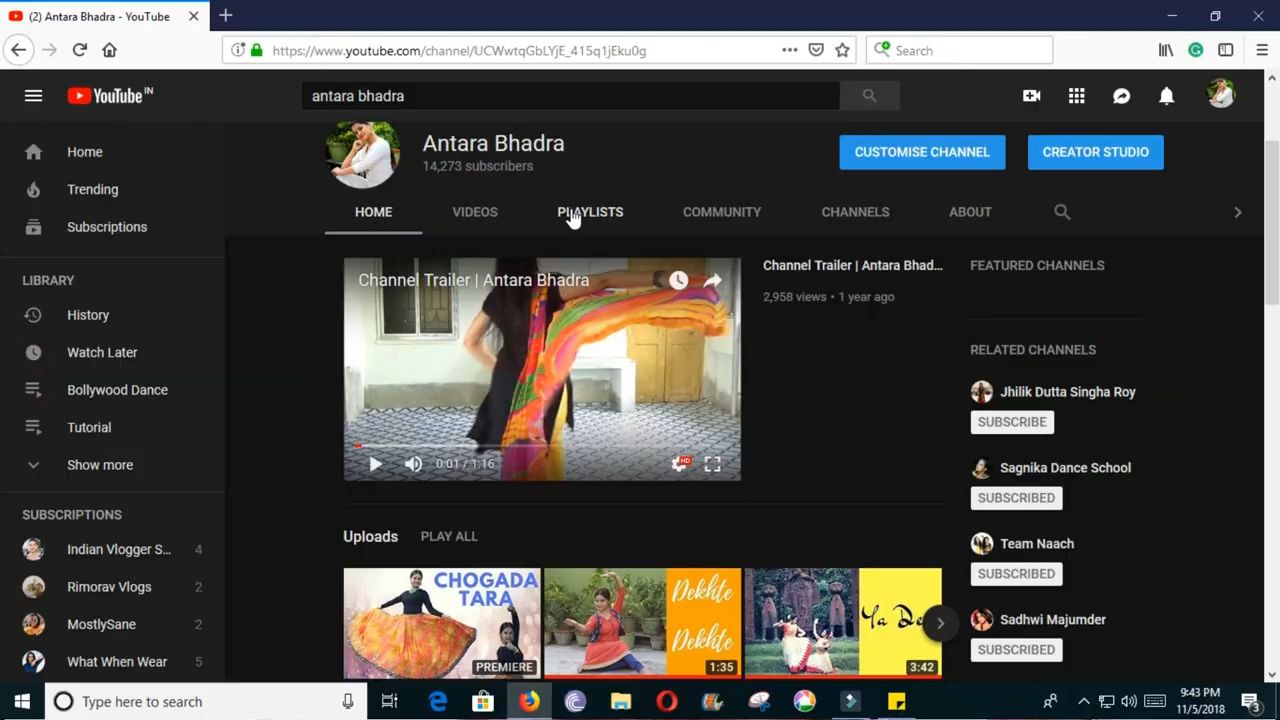 (2) Antara Bhadra - YouTube
https://www.youtube.com/channel/UCWwtqGbLYjE_415q1jEku0g
Search
YouTube IN
antara bhadra
Home
Trending
Subscriptions
LIBRARY
History
Watch Later
Bollywood Dance
Tutorial
Show more
SUBSCRIPTIONS
Indian Vlogger S... 4
Rimorav Vlogs 2
MostlySane 2
What When Wear 5
Antara Bhadra
14,273 subscribers
CUSTOMISE CHANNEL
CREATOR STUDIO
HOME VIDEOS PLAYLISTS COMMUNITY CHANNELS ABOUT
Channel Trailer | Antara Bhadra
HD
0:01 / 1:16
Channel Trailer | Antara Bhad...
2,958 views • 1 year ago
Uploads PLAY ALL
CHOGADA
TARA
PREMIERE
Dekhte
Dekhte
1:35
Ya De
3:42
FEATURED CHANNELS
RELATED CHANNELS
Jhilik Dutta Singha Roy
SUBSCRIBE
Sagnika Dance School
SUBSCRIBED
Team Naach
SUBSCRIBED
Sadhwi Majumder
SUBSCRIBED
Type here to search
9:43 PM
11/5/2018
3